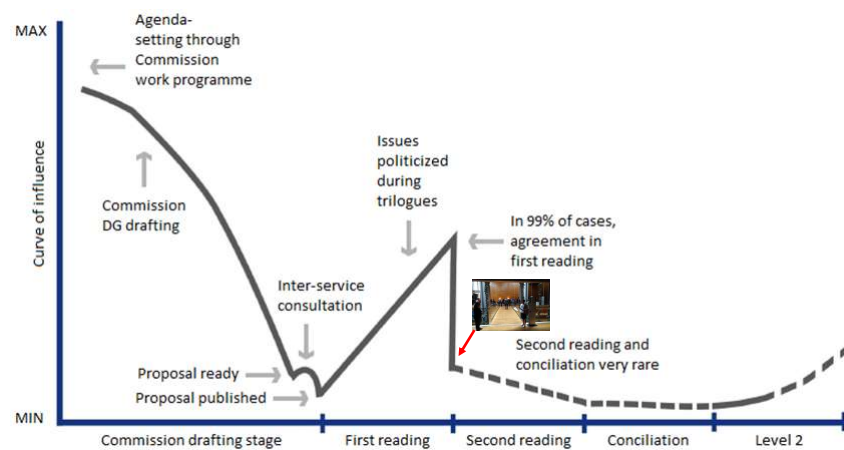 MAX
Agenda-
setting through
Commission
work programme
Curve of influence
Commission
DG drafting
Issues
politicized
during
trilogues
In 99% of cases,
agreement in
first reading
Inter-service
consultation
Second reading and
conciliation very rare
Proposal ready
Proposal published
MIN
Commission drafting stage
First reading
Second reading
Conciliation
Level 2